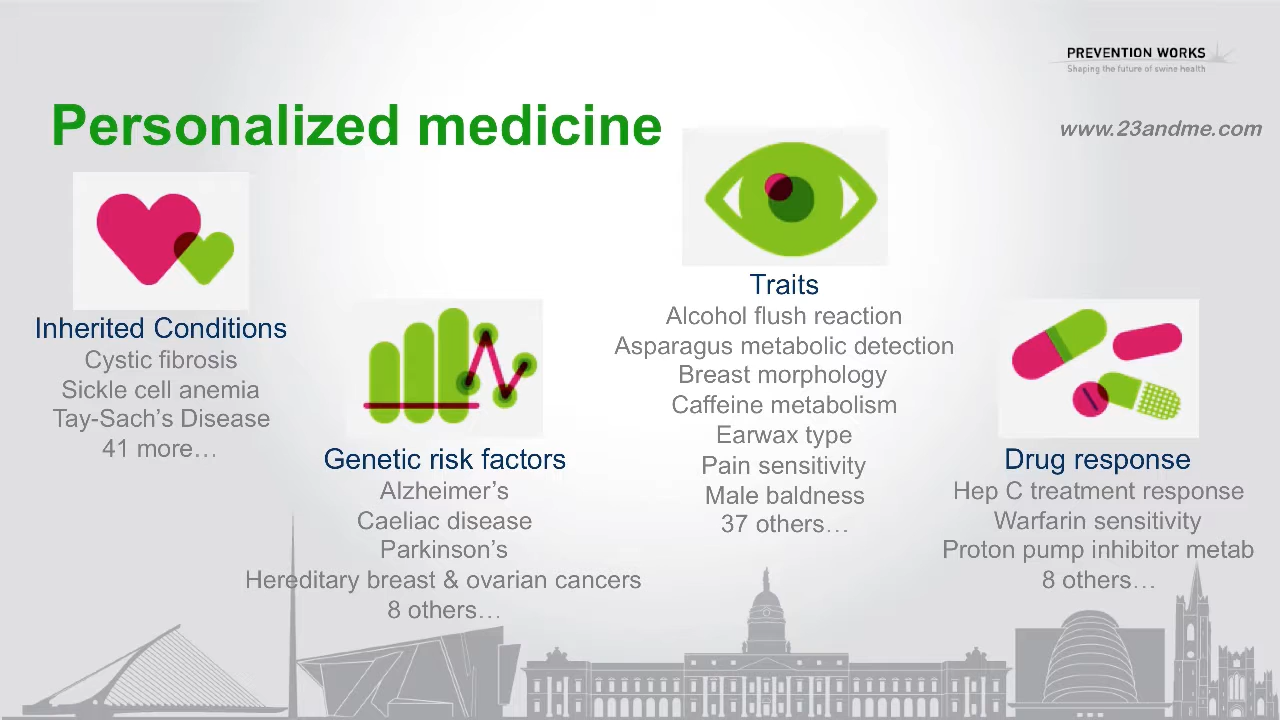 PREVENTION WORKS
Shaping the future of swine health
Personalized medicine
www.23andme.com
Inherited Conditions
Cystic fibrosis
Sickle cell anemia
Tay-Sach's Disease
41 more…
Genetic risk factors
Alzheimer's
Caeliac disease
Parkinson's
Hereditary breast & ovarian cancers
8 others…
Traits
Alcohol flush reaction
Asparagus metabolic detection
Breast morphology
Caffeine metabolism
Earwax type
Pain sensitivity
Male baldness
37 others…
Drug response
Hep C treatment response
Warfarin sensitivity
Proton pump inhibitor metab
8 others…